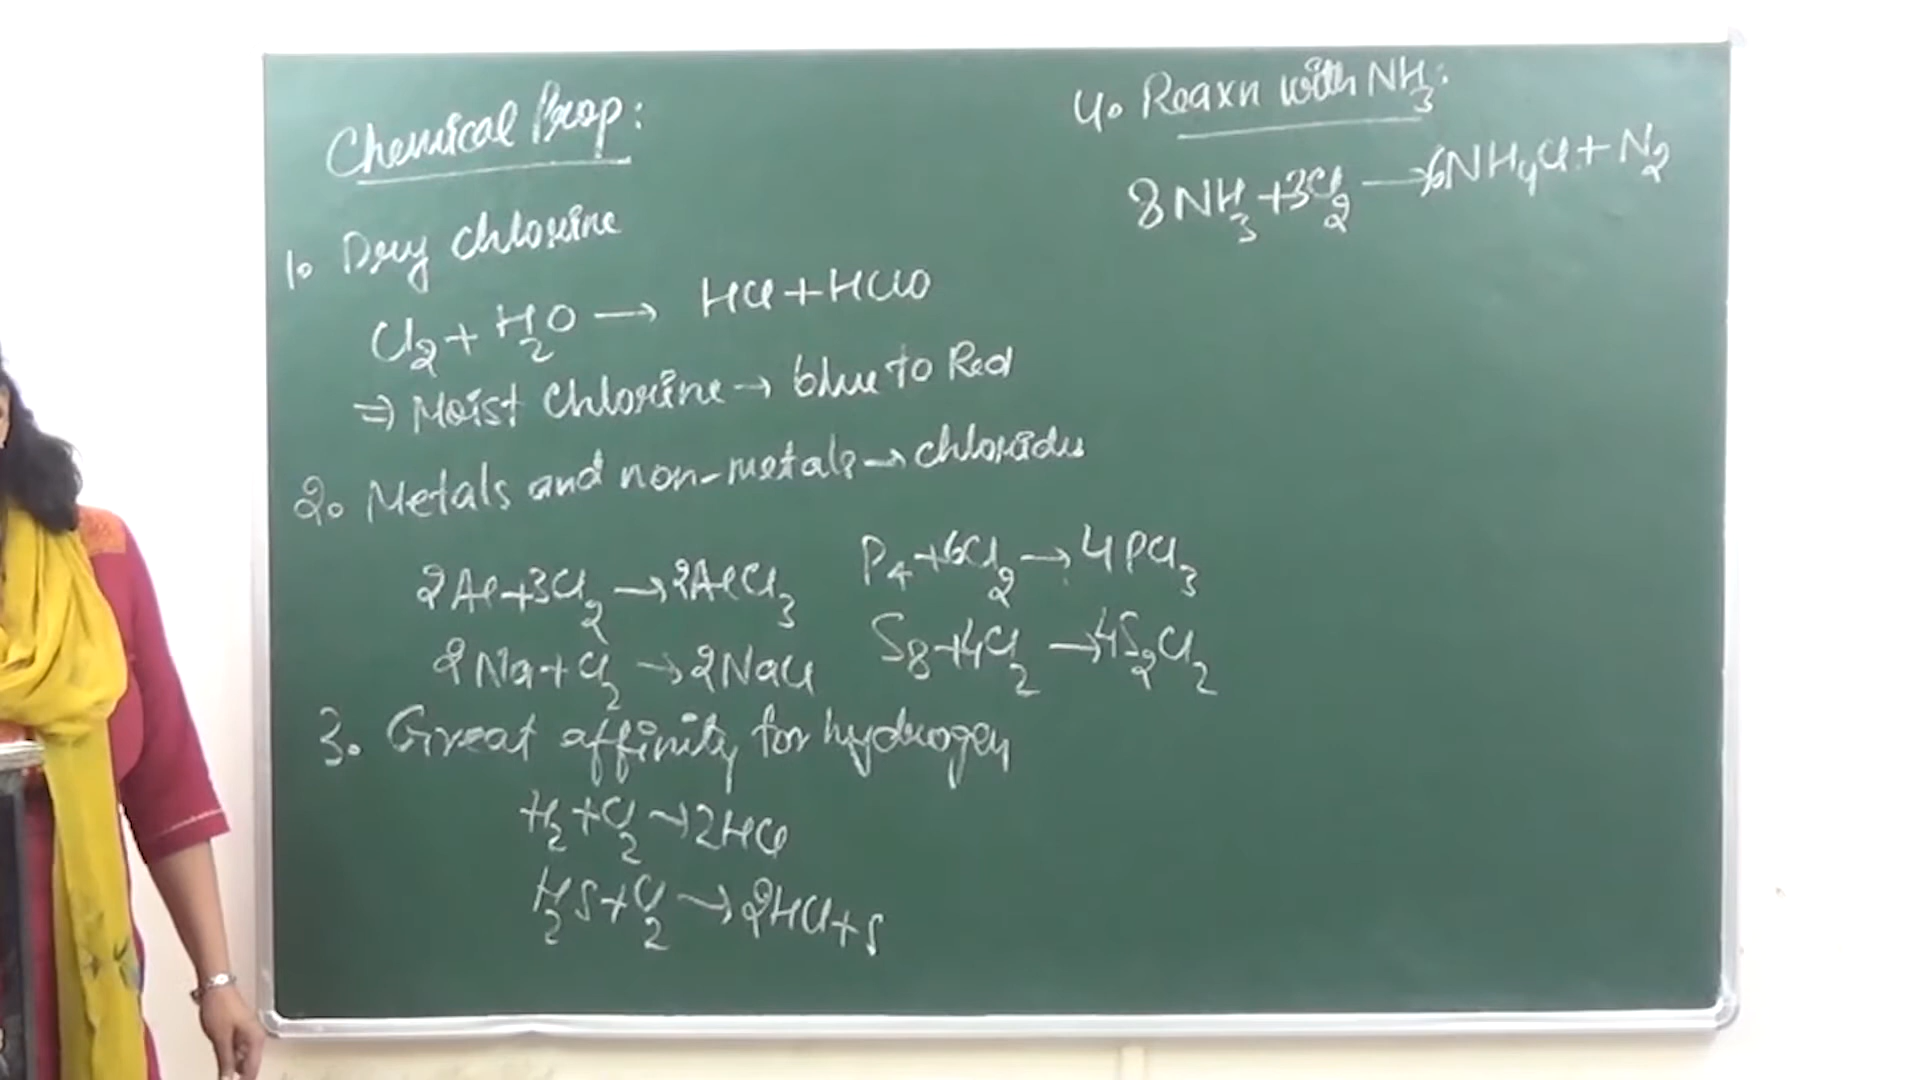 Chemical Prop:
1. Dry chlorine
Cl2 + H2O → HCl + HClO
⇒ Moist Chlorine → blue to Red
2. Metals and non-metals → chlorides
2Al + 3Cl2 → 2AlCl3
2Na + Cl2 → 2NaCl
P4 + 6Cl2 → 4PCl3
S8 + 4Cl2 → 4S2Cl2
3. Great affinity for hydrogen
H2 + Cl2 → 2HCl
H2S + Cl2 → 2HCl + S
4. Reaxn with NH3:
8NH3 + 3Cl2 → 6NH4Cl + N2